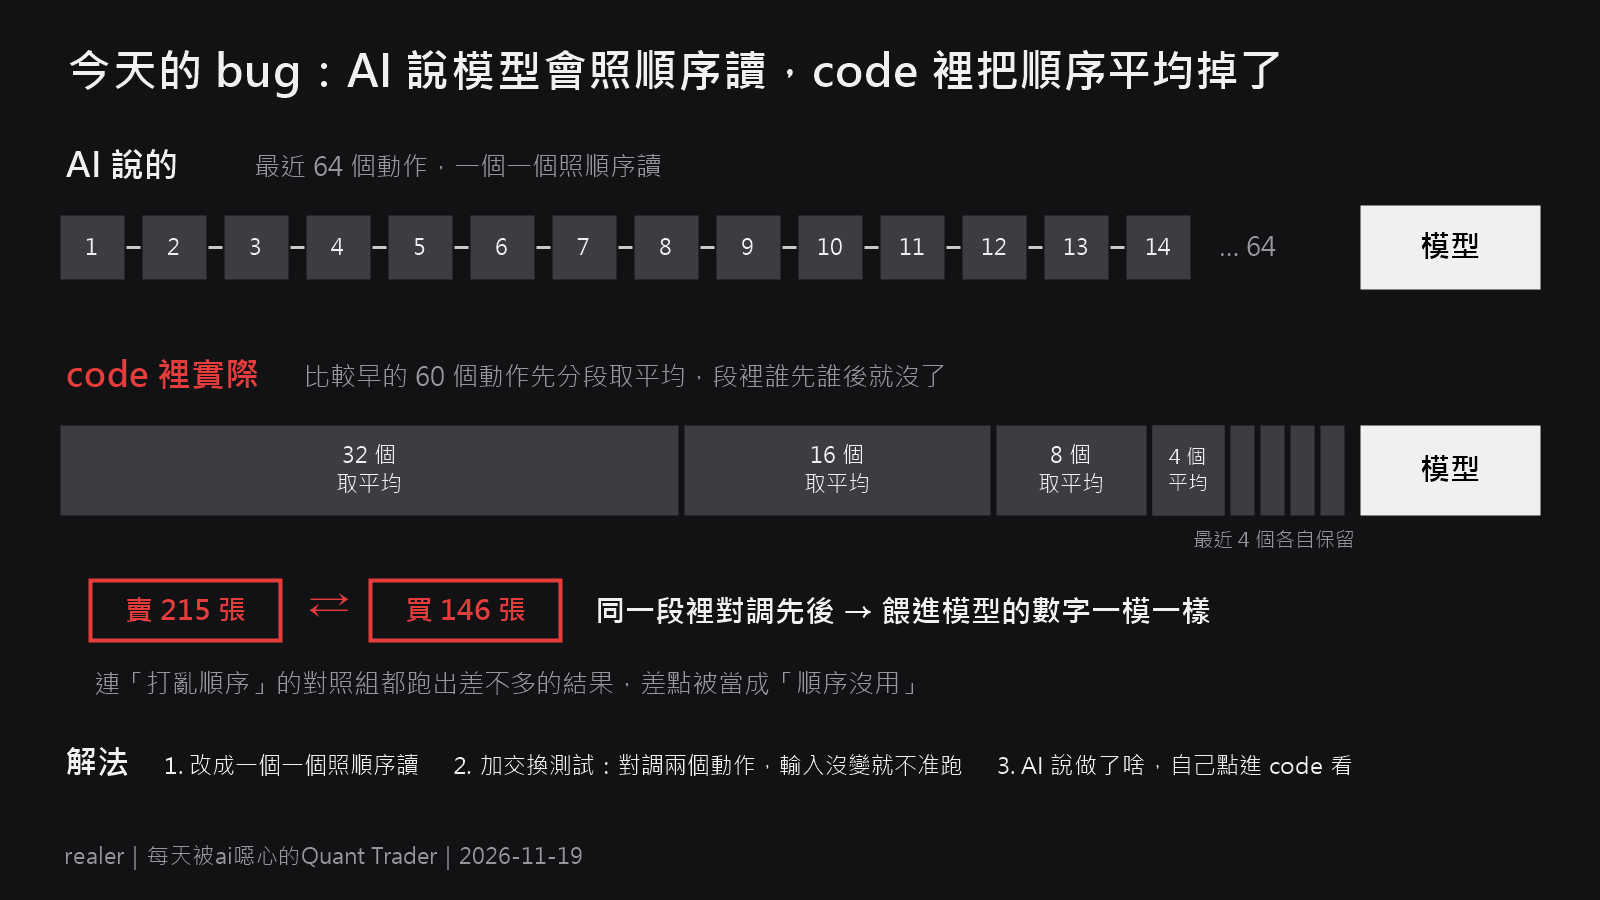 今天的 bug：AI 說模型會照順序讀，code 裡把順序平均掉了
AI 說的
最近 64 個動作，一個一個照順序讀
1 2 3 4 5 6 7 8 9 10 11 12 13 14 ... 64
模型
code 裡實際
比較早的 60 個動作先分段取平均，段裡誰先誰後就沒了
32 個
取平均
16 個
取平均
8 個
取平均
4 個
平均
模型
最近 4 個各自保留
賣 215 張 ⇄ 買 146 張 同一段裡對調先後 → 餵進模型的數字一模一樣
連「打亂順序」的對照組都跑出差不多的結果，差點被當成「順序沒用」
解法 1. 改成一個一個照順序讀 2. 加交換測試：對調兩個動作，輸入沒變就不准跑 3. AI 說做了啥，自己點進 code 看
realer | 每天被ai噁心的Quant Trader | 2026-11-19